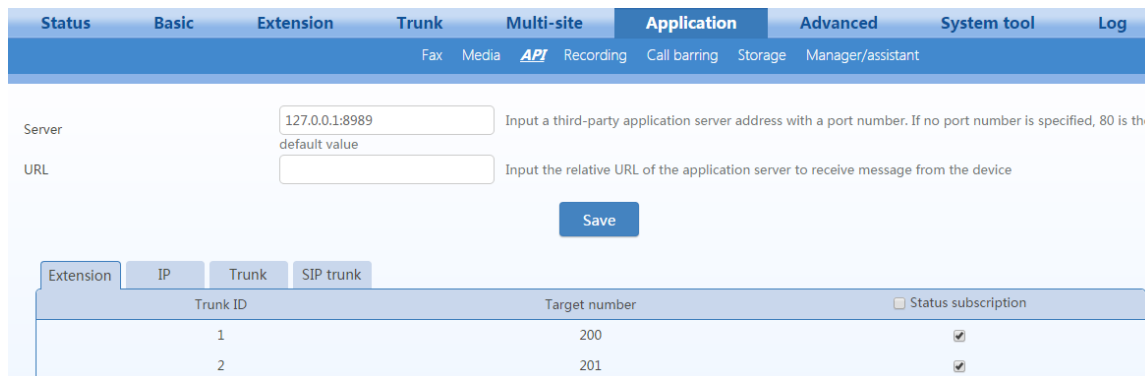 Status Basic Extension Trunk Multi-site Application Advanced System tool Log
Fax Media API Recording Call barring Storage Manager/assistant
Server 127.0.0.1:8989 Input a third-party application server address with a port number. If no port number is specified, 80 is the
default value
URL Input the relative URL of the application server to receive message from the device
Save
Extension IP Trunk SIP trunk
Trunk ID Target number Status subscription
1 200
2 201